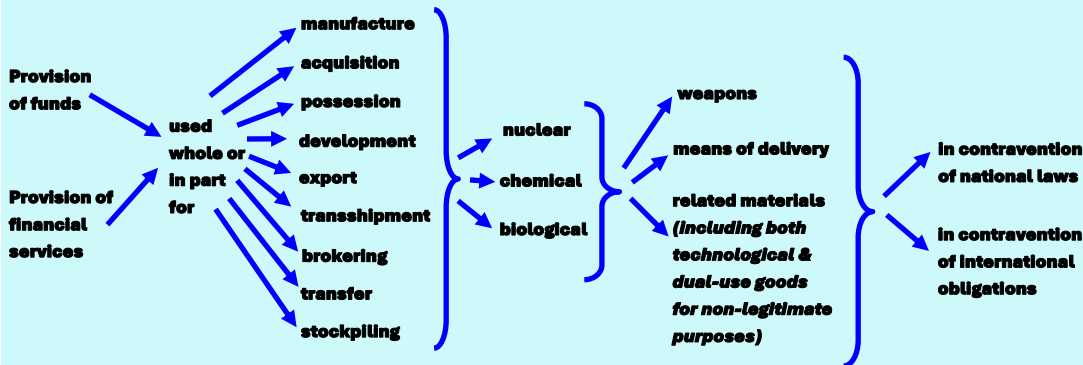 Provision
of funds
Provision of
financial
services
used
whole or
in part
for
manufacture
acquisition
possession
development
export
transshipment
brokering
transfer
stockpiling
nuclear
chemical
biological
weapons
means of delivery
related materials
(including both
technological &
dual-use goods
for non-legitimate
purposes)
in contravention
of national laws
in contravention
of international
obligations